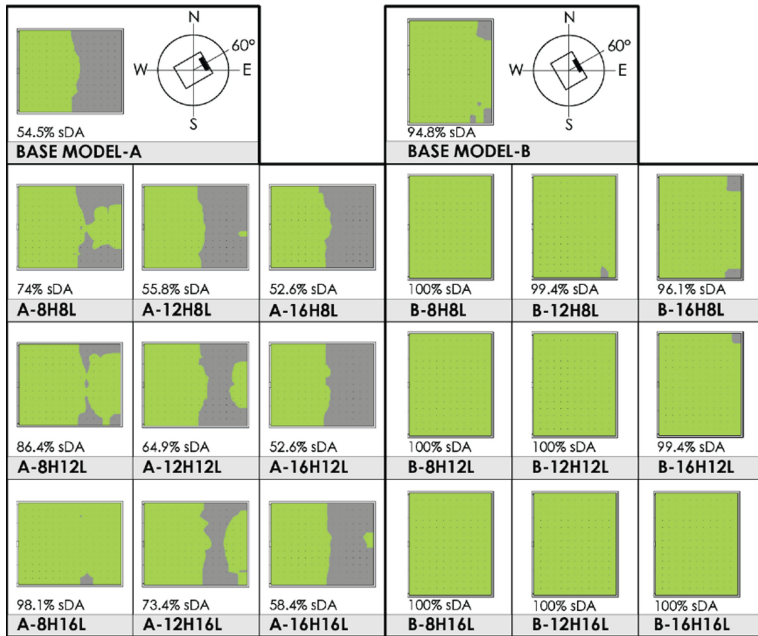 N
60°
W E
S
54.5% sDA
BASE MODEL-A
N
60°
W E
S
94.8% sDA
BASE MODEL-B
74% sDA
A-8H8L
55.8% sDA
A-12H8L
52.6% sDA
A-16H8L
100% sDA
B-8H8L
99.4% sDA
B-12H8L
96.1% sDA
B-16H8L
86.4% sDA
A-8H12L
64.9% sDA
A-12H12L
52.6% sDA
A-16H12L
100% sDA
B-8H12L
100% sDA
B-12H12L
99.4% sDA
B-16H12L
98.1% sDA
A-8H16L
73.4% sDA
A-12H16L
58.4% sDA
A-16H16L
100% sDA
B-8H16L
100% sDA
B-12H16L
100% sDA
B-16H16L